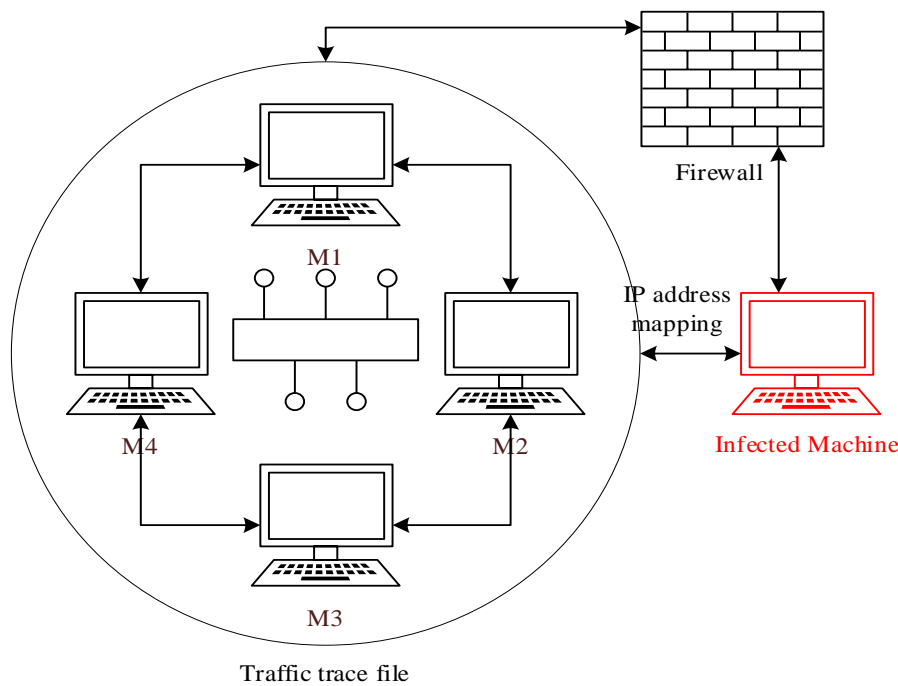 Firewall
M1
IP address
mapping
M4
M2
Infected Machine
M3
Traffic trace file